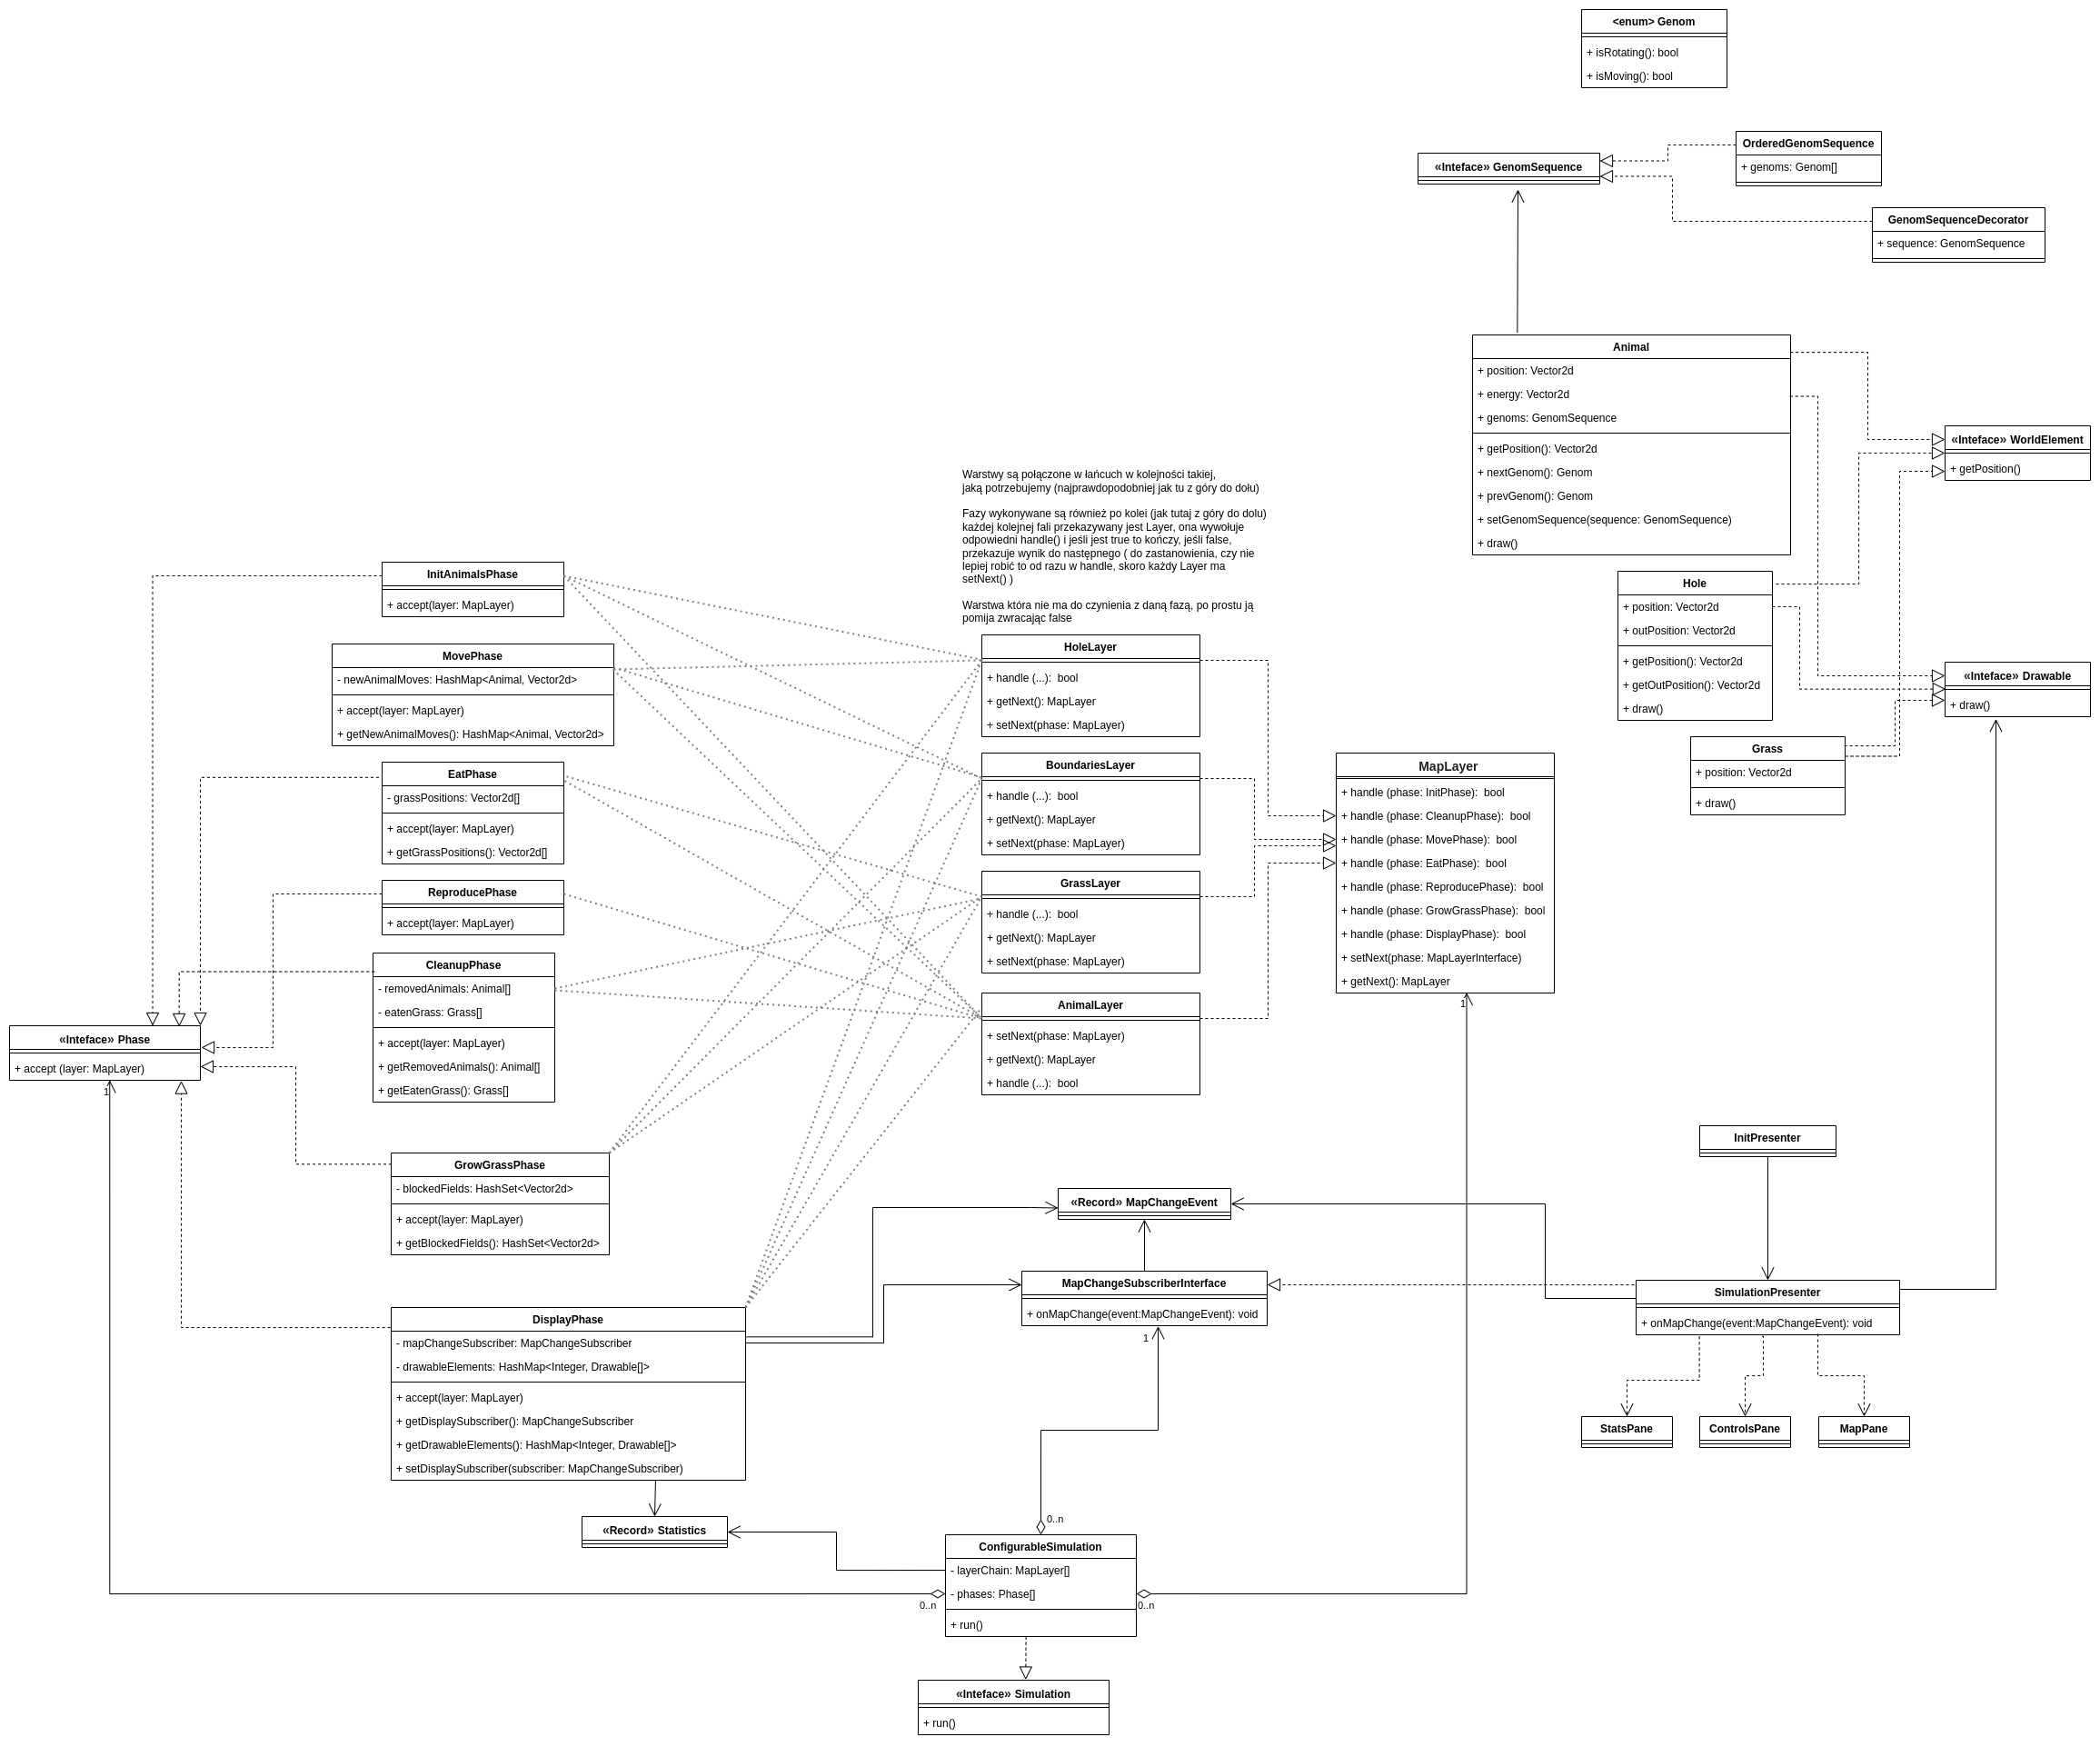 <enum> Genom
+ isRotating(): bool
+ isMoving(): bool
OrderedGenomSequence
+ genoms: Genom[]
«Inteface» GenomSequence
GenomSequenceDecorator
+ sequence: GenomSequence
Animal
+ position: Vector2d
+ energy: Vector2d
+ genoms: GenomSequence
+ getPosition(): Vector2d
+ nextGenom(): Genom
+ prevGenom(): Genom
+ setGenomSequence(sequence: GenomSequence)
+ draw()
«Inteface» WorldElement
+ getPosition()
Hole
+ position: Vector2d
+ outPosition: Vector2d
+ getPosition(): Vector2d
+ getOutPosition(): Vector2d
+ draw()
«Inteface» Drawable
+ draw()
Grass
+ position: Vector2d
+ draw()
Warstwy są połączone w łańcuch w kolejności takiej,
jaką potrzebujemy (najprawdopodobniej jak tu z góry do dołu)
Fazy wykonywane są również po kolei (jak tutaj z góry do dolu)
każdej kolejnej fali przekazywany jest Layer, ona wywołuje
odpowiedni handle() i jeśli jest true to kończy, jeśli false,
przekazuje wynik do następnego ( do zastanowienia, czy nie
lepiej robić to od razu w handle, skoro każdy Layer ma
setNext() )
Warstwa która nie ma do czynienia z daną fazą, po prostu ją
pomija zwracając false
InitAnimalsPhase
+ accept(layer: MapLayer)
MovePhase
- newAnimalMoves: HashMap<Animal, Vector2d>
+ accept(layer: MapLayer)
+ getNewAnimalMoves(): HashMap<Animal, Vector2d>
EatPhase
- grassPositions: Vector2d[]
+ accept(layer: MapLayer)
+ getGrassPositions(): Vector2d[]
ReproducePhase
+ accept(layer: MapLayer)
CleanupPhase
- removedAnimals: Animal[]
- eatenGrass: Grass[]
+ accept(layer: MapLayer)
+ getRemovedAnimals(): Animal[]
+ getEatenGrass(): Grass[]
«Inteface» Phase
+ accept (layer: MapLayer)
1
GrowGrassPhase
- blockedFields: HashSet<Vector2d>
+ accept(layer: MapLayer)
+ getBlockedFields(): HashSet<Vector2d>
DisplayPhase
- mapChangeSubscriber: MapChangeSubscriber
- drawableElements: HashMap<Integer, Drawable[]>
+ accept(layer: MapLayer)
+ getDisplaySubscriber(): MapChangeSubscriber
+ getDrawableElements(): HashMap<Integer, Drawable[]>
+ setDisplaySubscriber(subscriber: MapChangeSubscriber)
HoleLayer
+ handle (...):  bool
+ getNext(): MapLayer
+ setNext(phase: MapLayer)
BoundariesLayer
+ handle (...):  bool
+ getNext(): MapLayer
+ setNext(phase: MapLayer)
GrassLayer
+ handle (...):  bool
+ getNext(): MapLayer
+ setNext(phase: MapLayer)
AnimalLayer
+ setNext(phase: MapLayer)
+ getNext(): MapLayer
+ handle (...):  bool
MapLayer
+ handle (phase: InitPhase):  bool
+ handle (phase: CleanupPhase):  bool
+ handle (phase: MovePhase):  bool
+ handle (phase: EatPhase):  bool
+ handle (phase: ReproducePhase):  bool
+ handle (phase: GrowGrassPhase):  bool
+ handle (phase: DisplayPhase):  bool
+ setNext(phase: MapLayerInterface)
+ getNext(): MapLayer
1
InitPresenter
«Record» MapChangeEvent
MapChangeSubscriberInterface
+ onMapChange(event:MapChangeEvent): void
1
SimulationPresenter
+ onMapChange(event:MapChangeEvent): void
StatsPane
ControlsPane
MapPane
«Record» Statistics
0..n
ConfigurableSimulation
- layerChain: MapLayer[]
- phases: Phase[]
+ run()
0..n
0..n
«Inteface» Simulation
+ run()